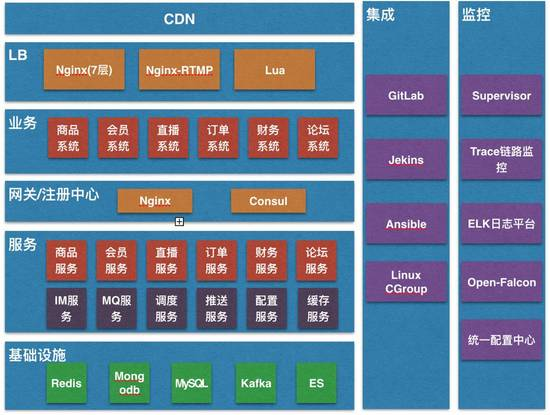 CDN
LB
Nginx(7层)
Nginx-RTMP
Lua
业务
商品
系统
会员
系统
直播
系统
订单
系统
财务
系统
论坛
系统
网关/注册中心
Nginx
Consul
服务
商品
服务
会员
服务
直播
服务
订单
服务
财务
服务
论坛
服务
IM服
务
MQ服
务
调度
服务
推送
服务
配置
服务
缓存
服务
基础设施
Redis
Mong
odb
MySQL
Kafka
ES
集成
GitLab
Jekins
Ansible
Linux
CGroup
监控
Supervisor
Trace链路监
控
ELK日志平台
Open-Falcon
统一配置中心